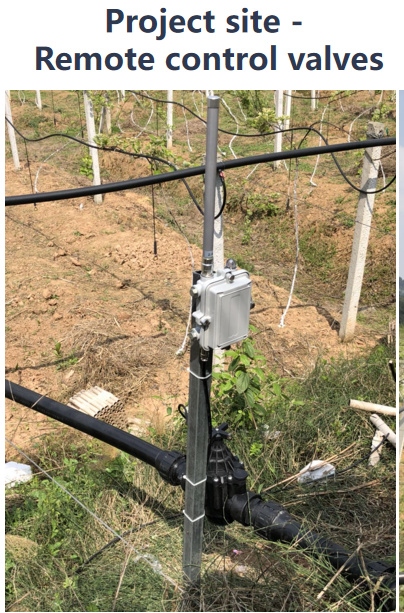 Project site -
Remote control valves